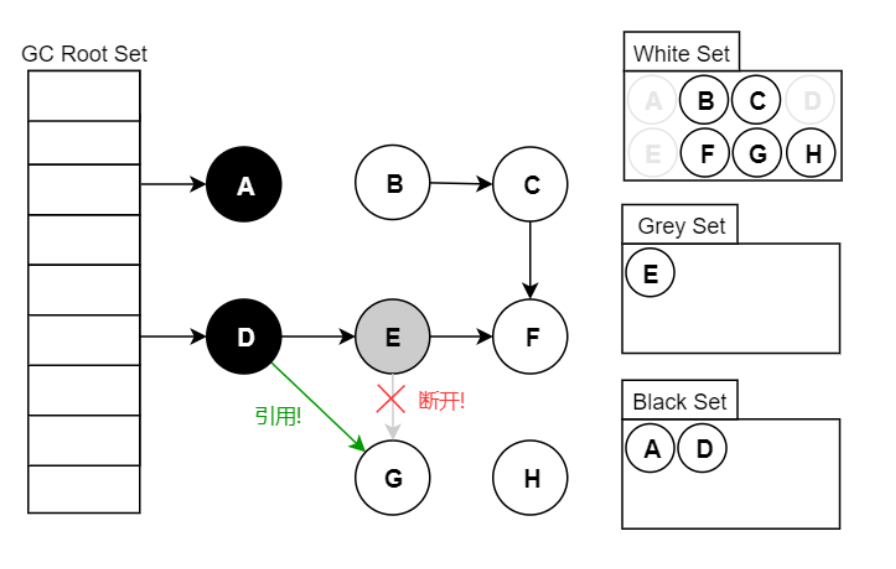 GC Root Set
A
B
C
D
E
F
引用!
断开!
G
H
White Set
A B C D
E F G H
Grey Set
E
Black Set
A D